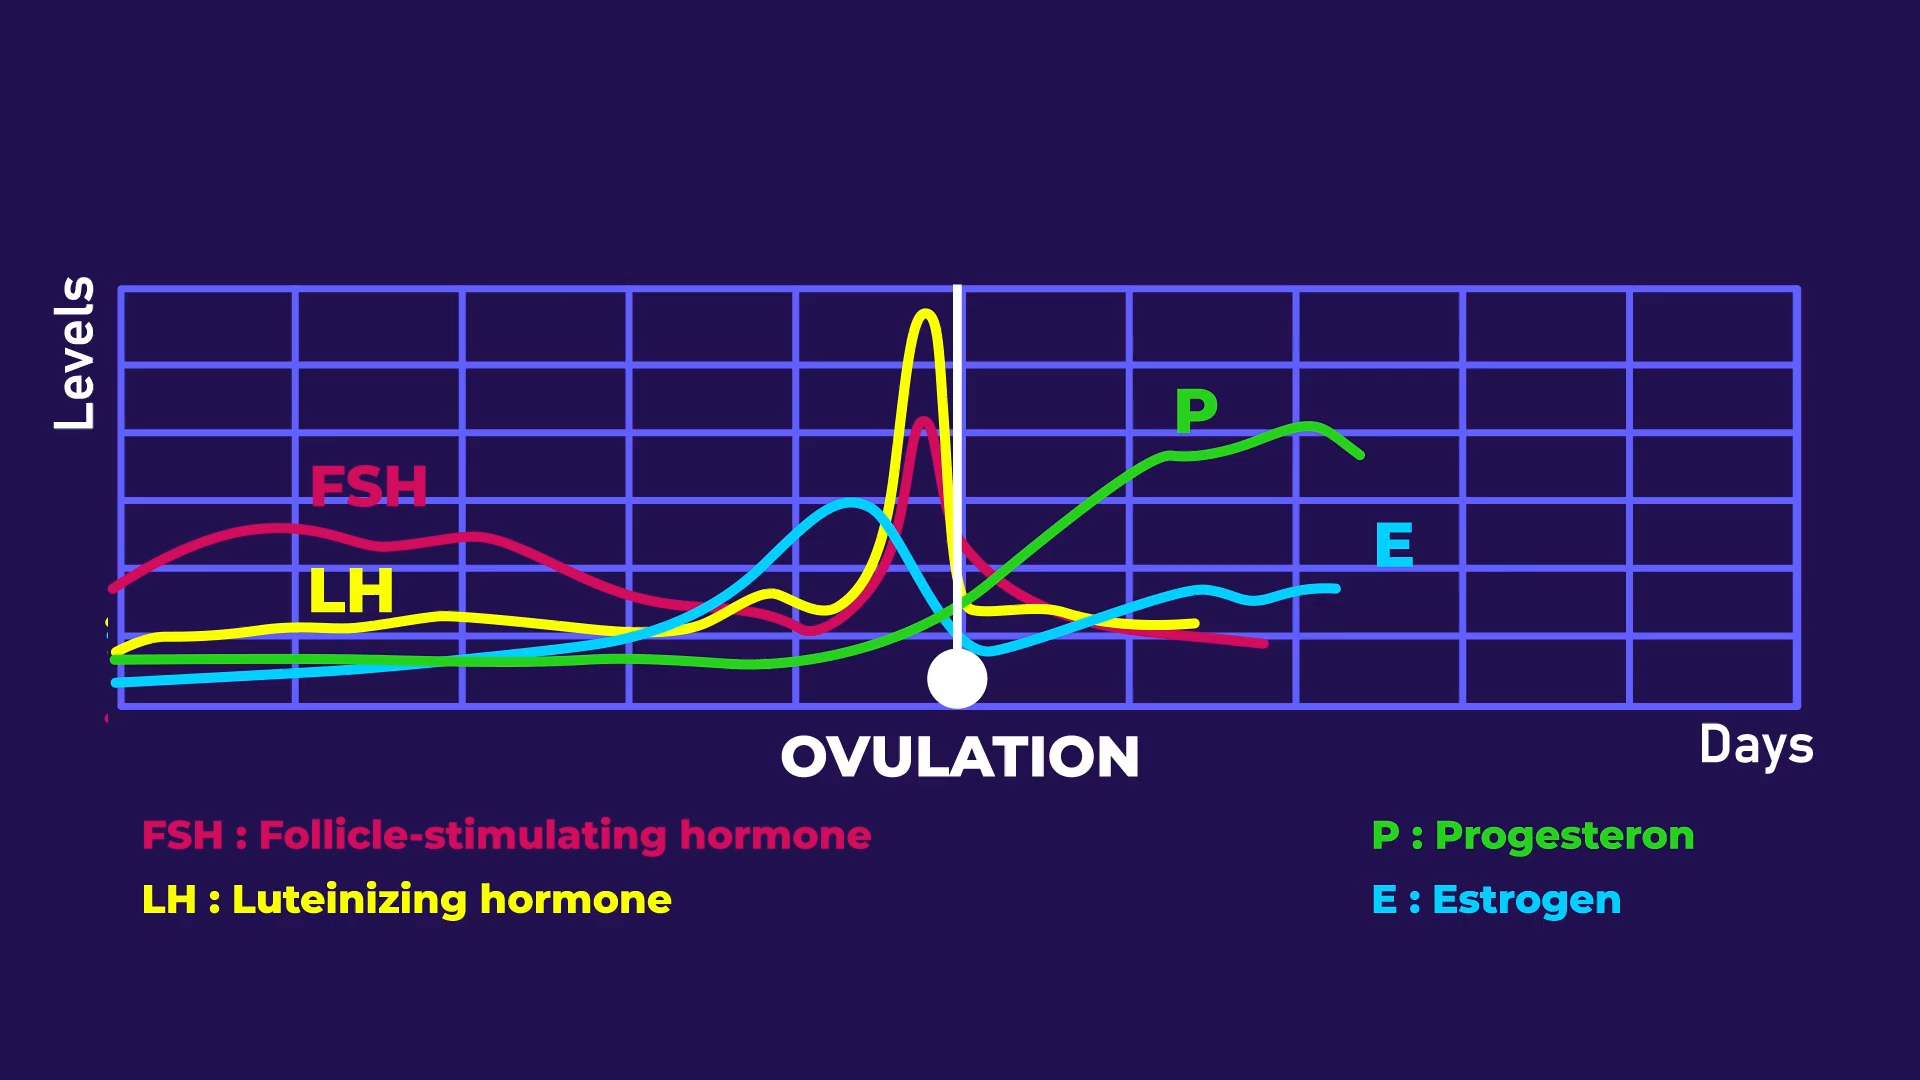 Levels
P
FSH
E
LH
Days
OVULATION
FSH : Follicle-stimulating hormone
P : Progesteron
LH : Luteinizing hormone
E : Estrogen